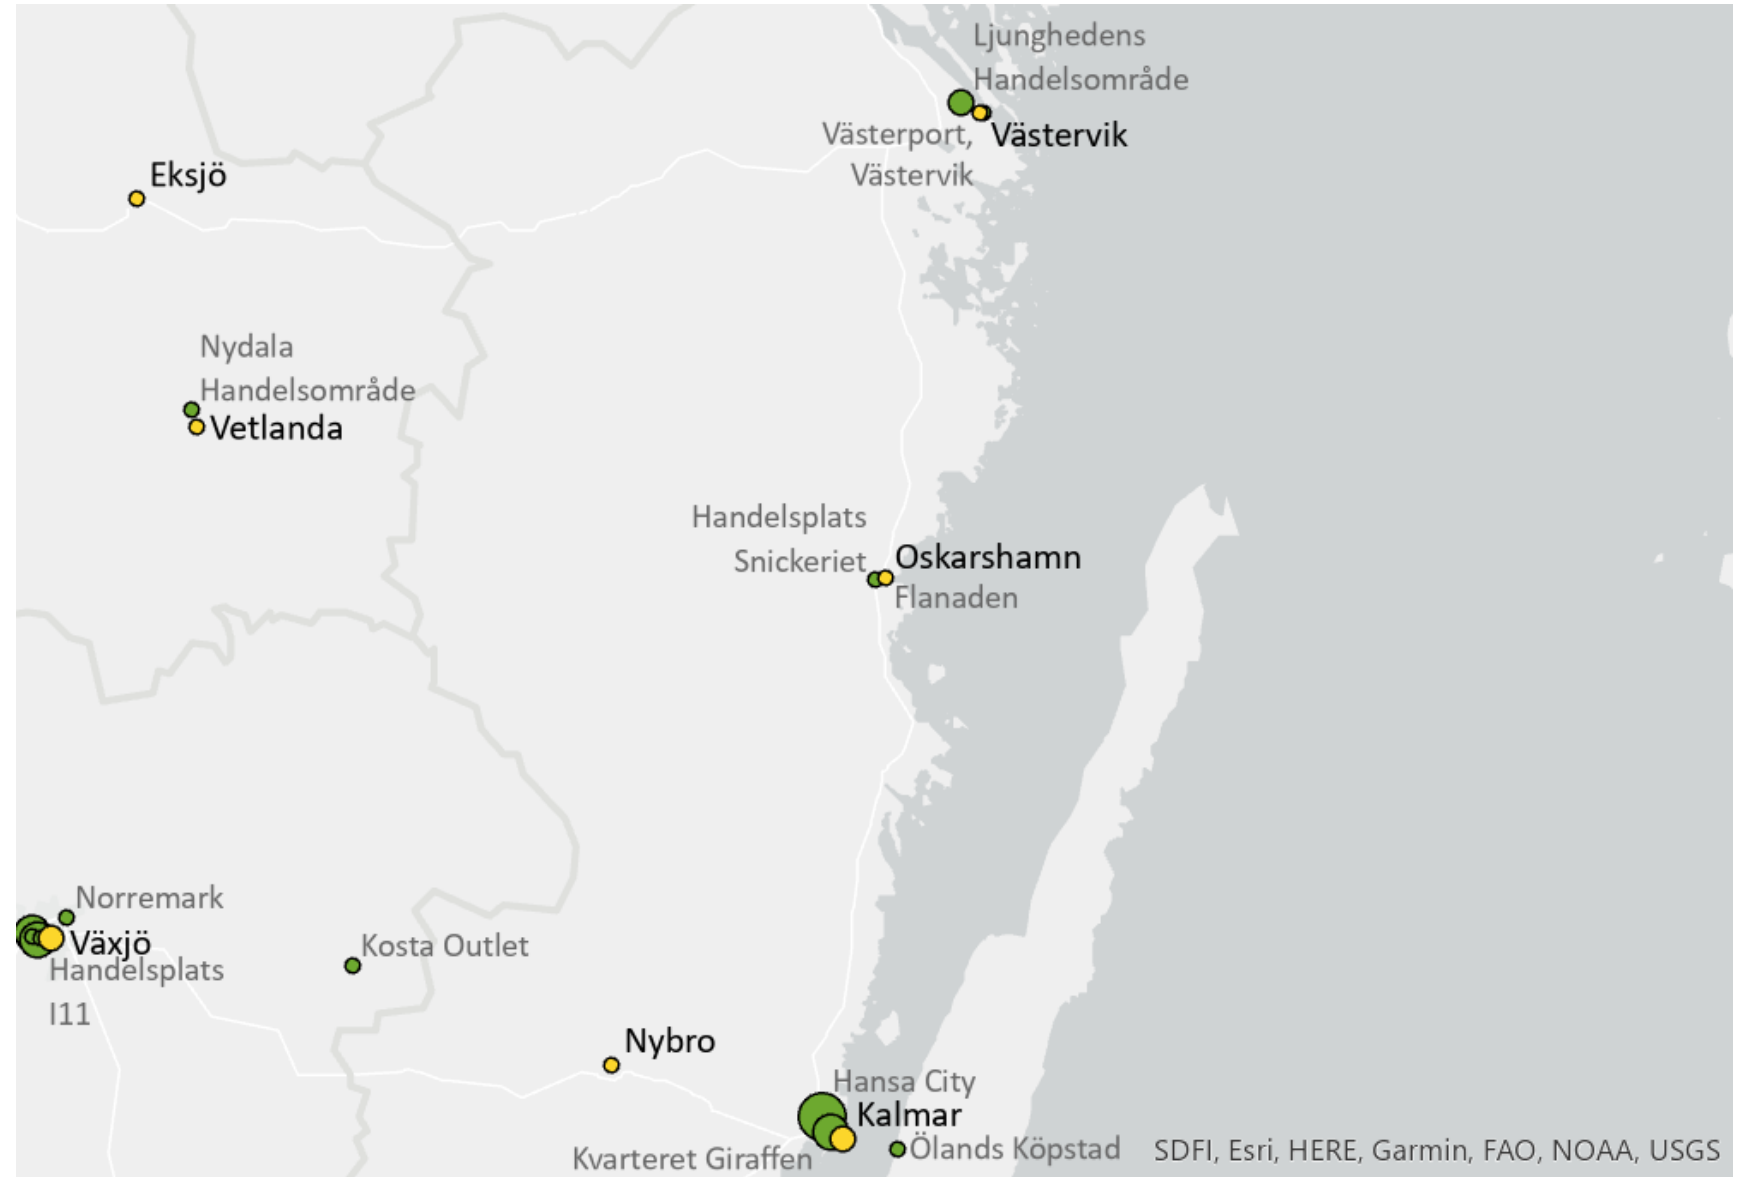 Ljunghedens
Handelsområde
Västerport,
Västervik
Västervik
Eksjö
Nydala
Handelsområde
Vetlanda
Handelsplats
Snickeriet
Oskarshamn
Flanaden
Norremark
Växjö
Handelsplats
I11
Kosta Outlet
Nybro
Hansa City
Kalmar
Kvarteret Giraffen
Ölands Köpstad
SDFI, Esri, HERE, Garmin, FAO, NOAA, USGS